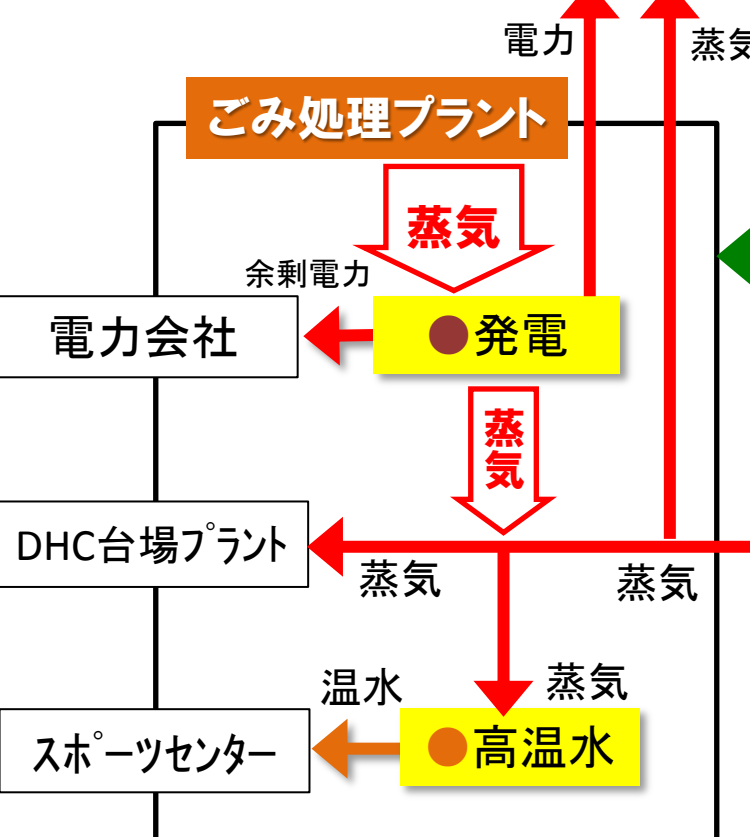 電力
蒸気
ごみ処理プラント
蒸気
余剰電力
電力会社
●発電
蒸気
DHC台場プラント
蒸気
蒸気
温水
蒸気
スポーツセンター
●高温水